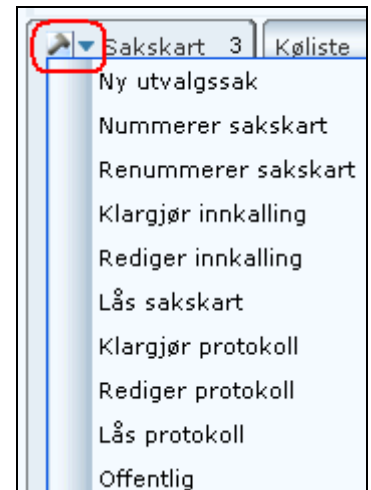 Sakskart 3 Køliste
Ny utvalgssak
Nummerer sakskart
Renummerer sakskart
Klargjør innkalling
Rediger innkalling
Lås sakskart
Klargjør protokoll
Rediger protokoll
Lås protokoll
Offentlig